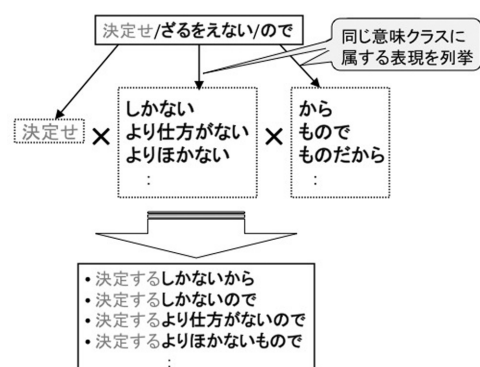 決定せ/ざるをえない/ので
同じ意味クラスに
属する表現を列挙
決定せ
×
しかない
より仕方がない
よりほかない
:
×
から
もので
ものだから
:
• 決定するしかないから
• 決定するしかないので
• 決定するより仕方がないので
• 決定するよりほかないもので
: